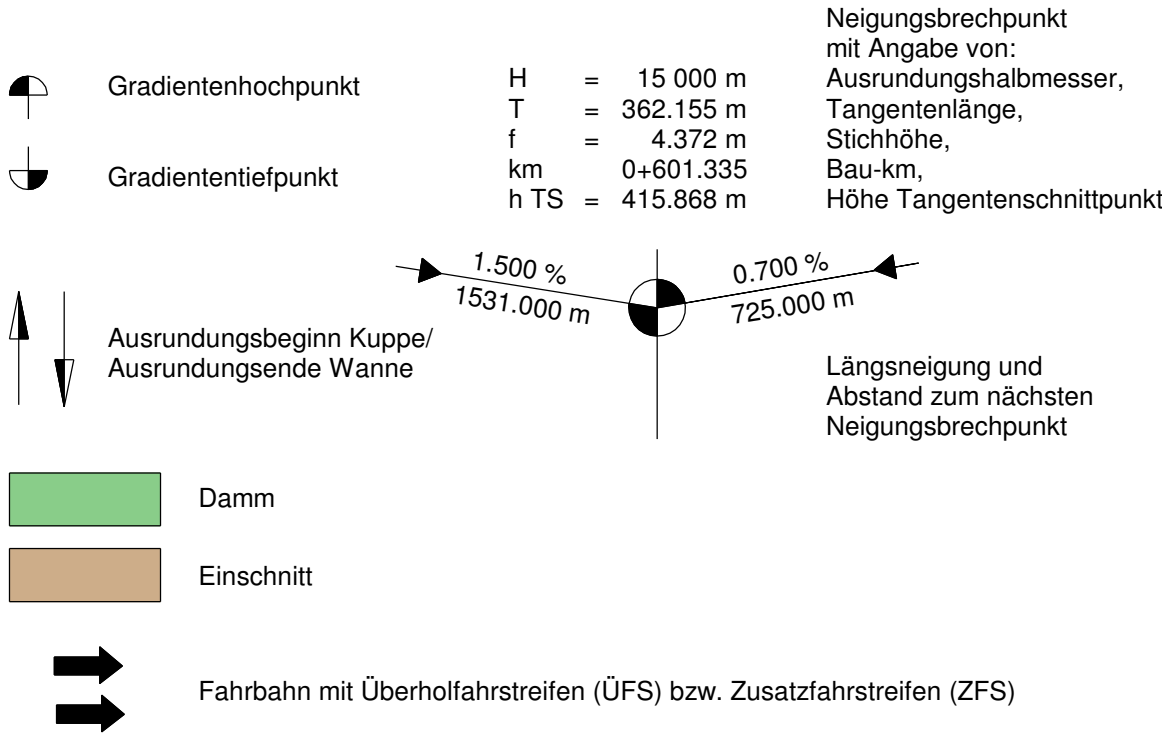 Gradientenhochpunkt
Gradiententiefpunkt
H = 15 000 m
T = 362.155 m
f = 4.372 m
km 0+601.335
h TS = 415.868 m
Neigungsbrechpunkt
mit Angabe von:
Ausrundungshalbmesser,
Tangentenlänge,
Stichhöhe,
Bau-km,
Höhe Tangentenschnittpunkt
1.500 %
1531.000 m
0.700 %
725.000 m
Ausrundungsbeginn Kuppe/
Ausrundungsende Wanne
Längsneigung und
Abstand zum nächsten
Neigungsbrechpunkt
Damm
Einschnitt
Fahrbahn mit Überholfahrstreifen (ÜFS) bzw. Zusatzfahrstreifen (ZFS)